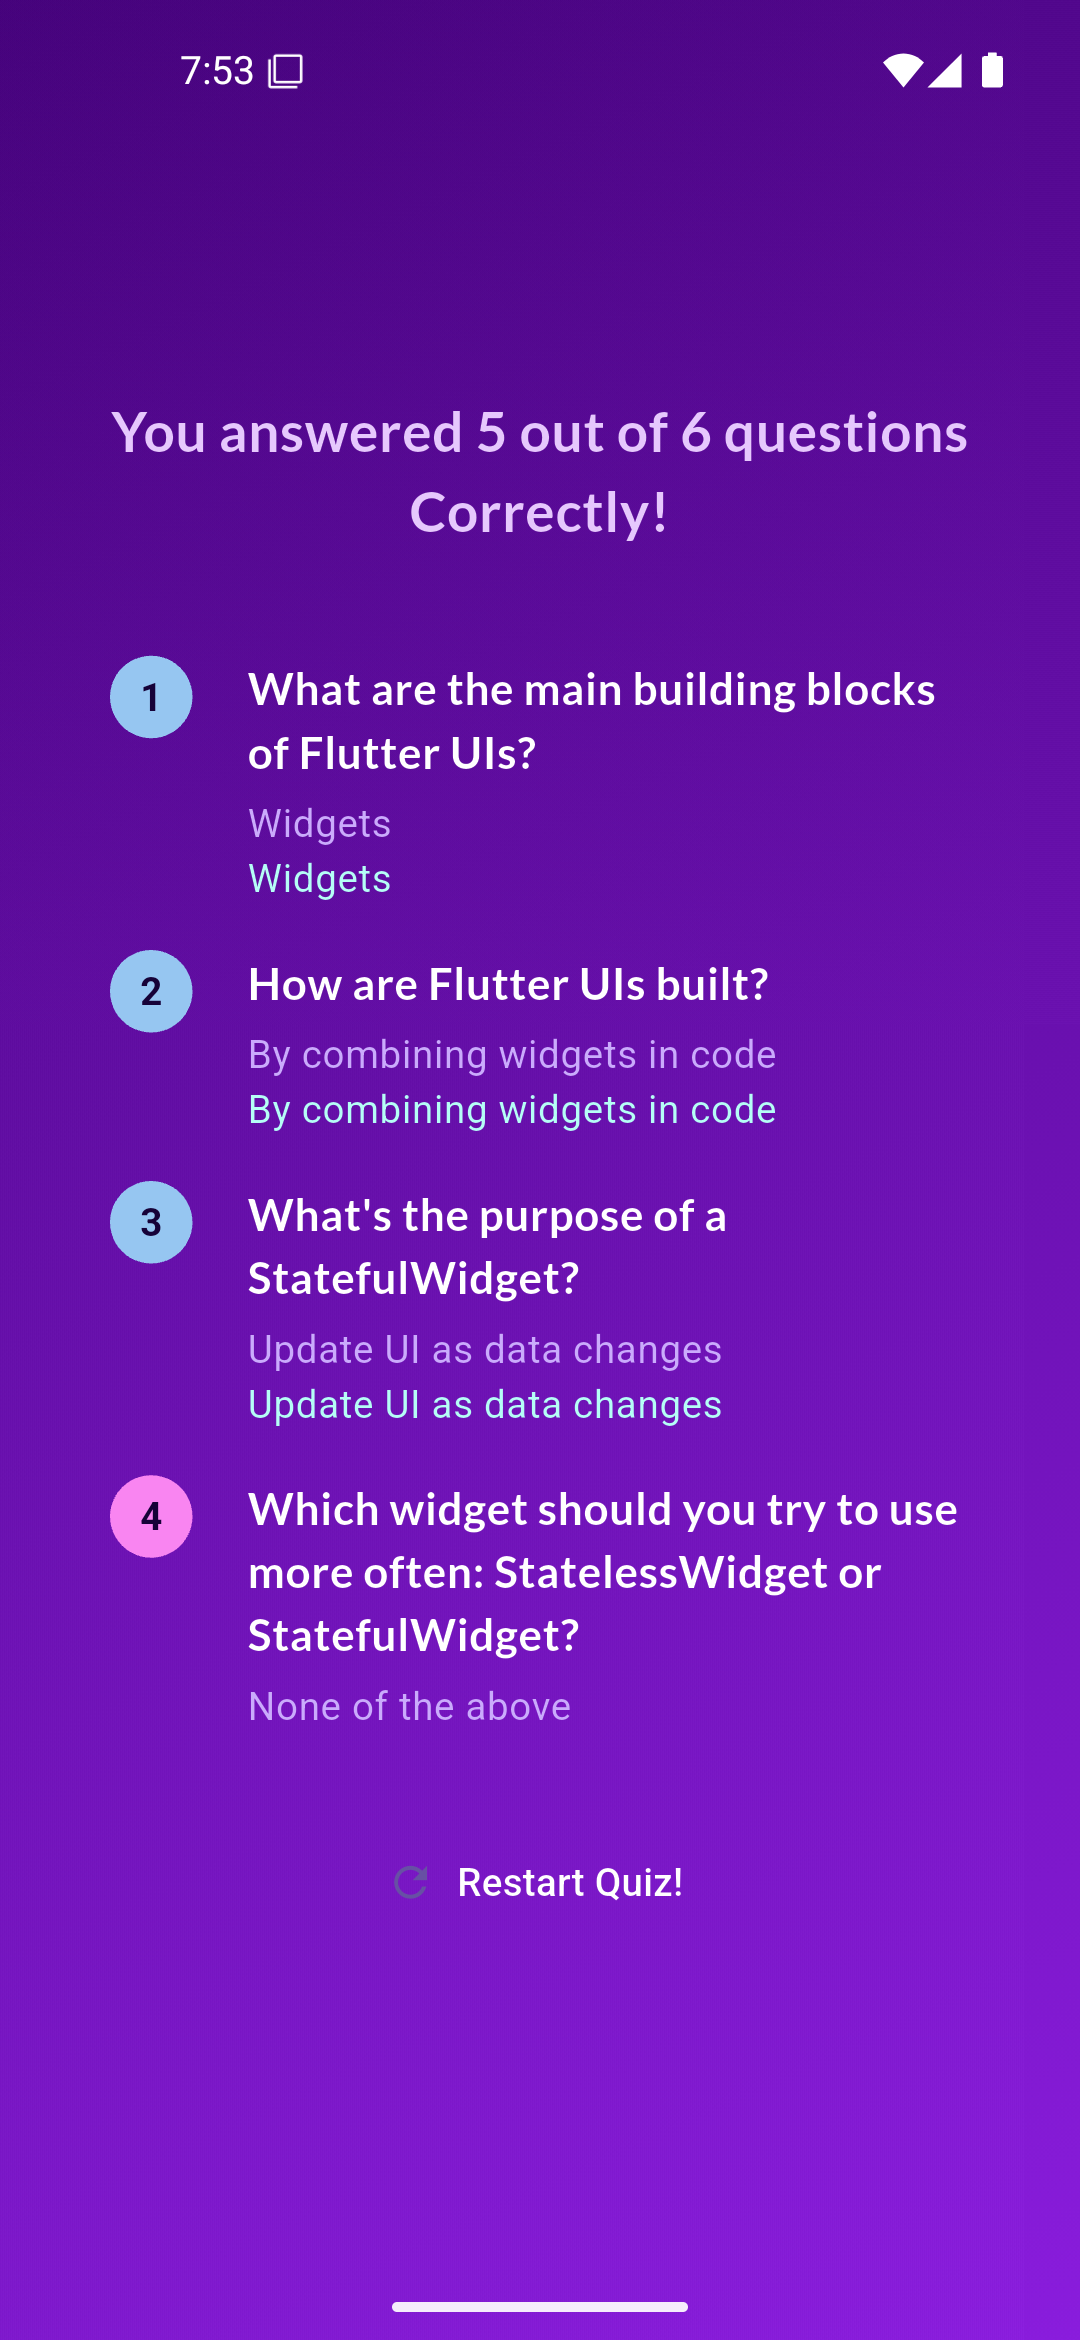 7:53
You answered 5 out of 6 questions
Correctly!
1
What are the main building blocks
of Flutter UIs?
Widgets
Widgets
2
How are Flutter UIs built?
By combining widgets in code
By combining widgets in code
3
What's the purpose of a
StatefulWidget?
Update UI as data changes
Update UI as data changes
4
Which widget should you try to use
more often: StatelessWidget or
StatefulWidget?
None of the above
Restart Quiz!